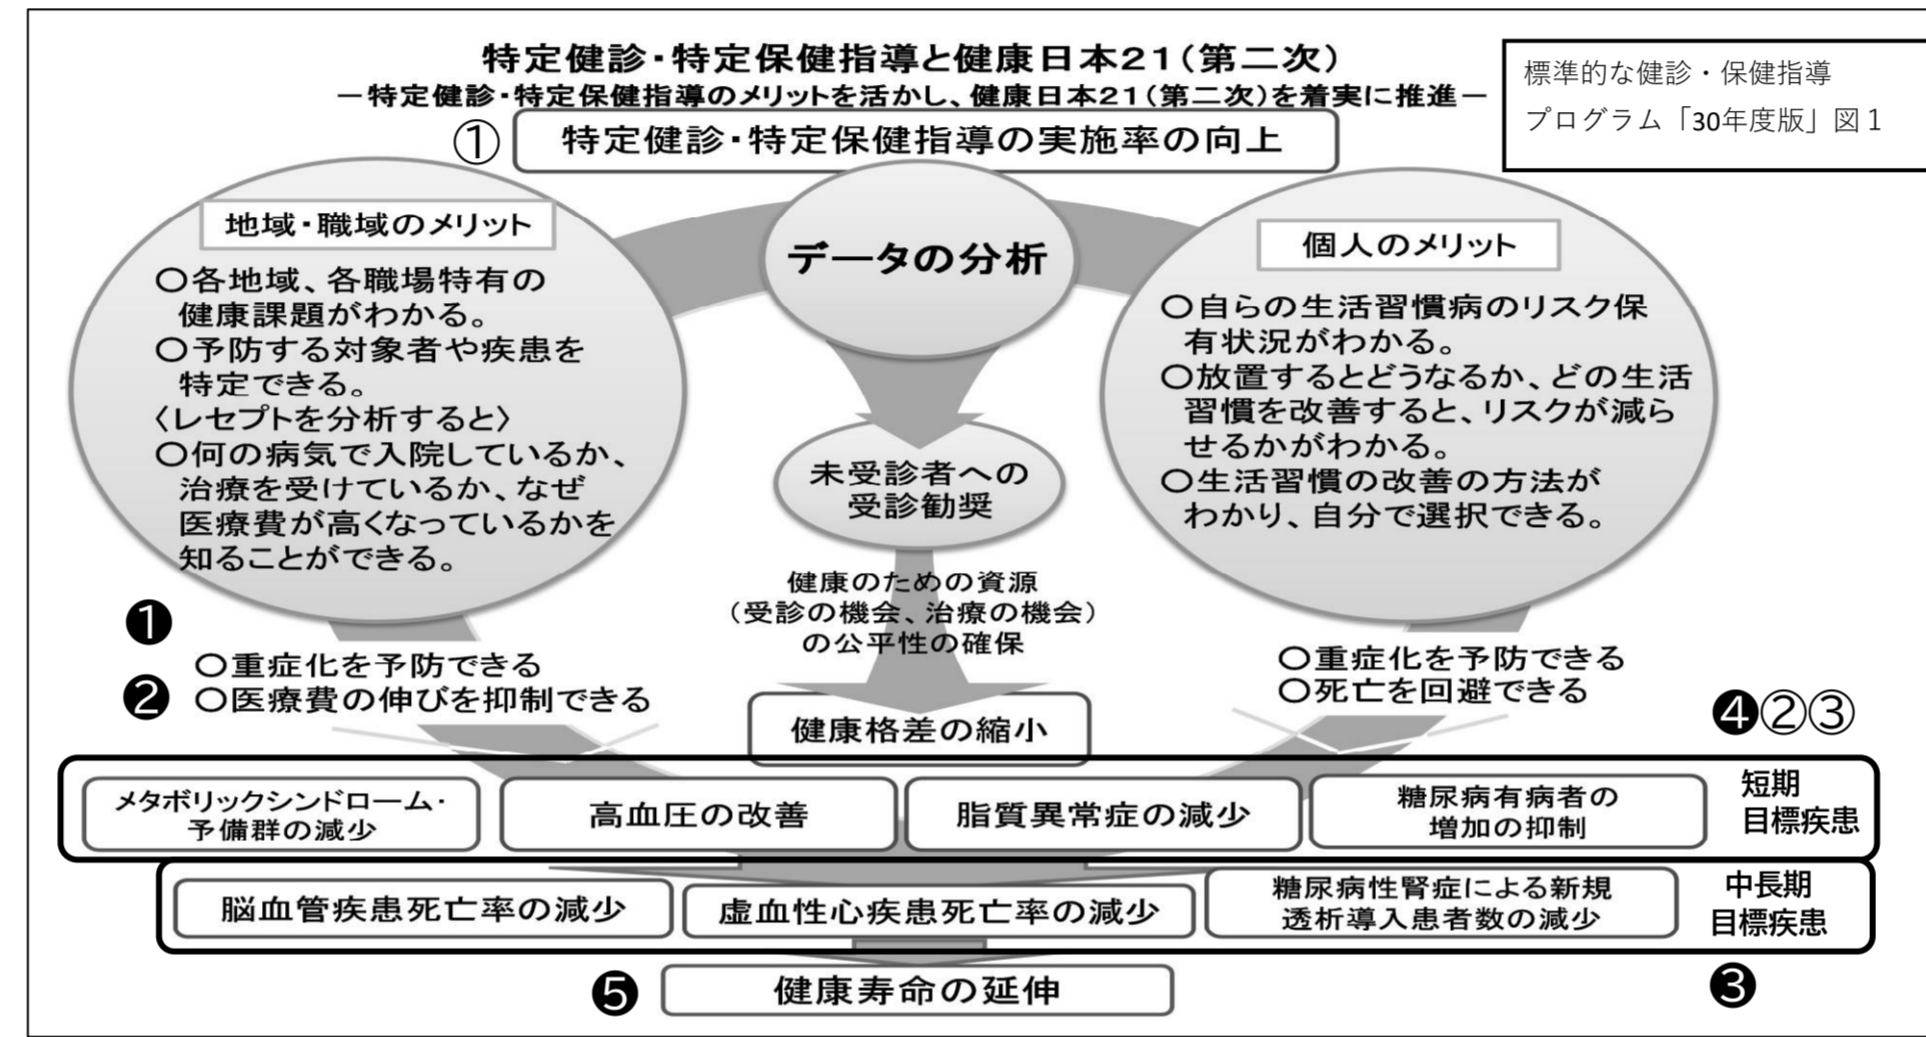 特定健診・特定保健指導と健康日本21(第二次)
－特定健診・特定保健指導のメリットを活かし、健康日本21(第二次)を着実に推進－
標準的な健診・保健指導
プログラム「30年度版」図１
① 特定健診・特定保健指導の実施率の向上
地域・職域のメリット
○各地域、各職場特有の
健康課題がわかる。
○予防する対象者や疾患を
特定できる。
〈レセプトを分析すると〉
○何の病気で入院しているか、
治療を受けているか、なぜ
医療費が高くなっているかを
知ることができる。
データの分析
未受診者への
受診勧奨
健康のための資源
(受診の機会、治療の機会)
の公平性の確保
個人のメリット
○自らの生活習慣病のリスク保
有状況がわかる。
○放置するとどうなるか、どの生活
習慣を改善すると、リスクが減ら
せるかがわかる。
○生活習慣の改善の方法が
わかり、自分で選択できる。
❶
○重症化を予防できる
❷ ○医療費の伸びを抑制できる
○重症化を予防できる
○死亡を回避できる
健康格差の縮小
❹②③
メタボリックシンドローム・
予備群の減少
高血圧の改善
脂質異常症の減少
糖尿病有病者の
増加の抑制
短期
目標疾患
脳血管疾患死亡率の減少
虚血性心疾患死亡率の減少
糖尿病性腎症による新規
透析導入患者数の減少
中長期
目標疾患
❺ 健康寿命の延伸
❸